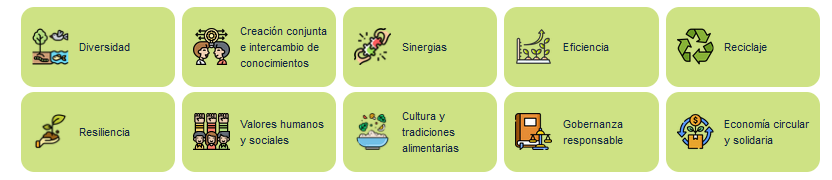 Diversidad
Creación conjunta
e intercambio de
conocimientos
Sinergias
Eficiencia
Reciclaje
Resiliencia
Valores humanos
y sociales
Cultura y
tradiciones
alimentarias
Gobernanza
responsable
Economía circular
y solidaria